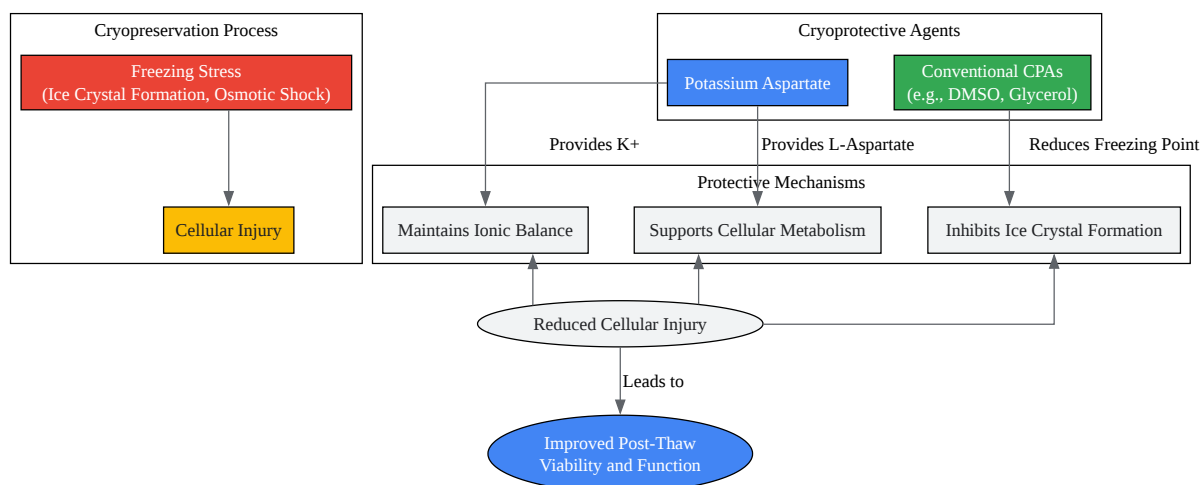 Cryopreservation Process
Freezing Stress
(Ice Crystal Formation, Osmotic Shock)
Cellular Injury
Cryoprotective Agents
Potassium Aspartate
Conventional CPAs
(e.g., DMSO, Glycerol)
Provides K+
Provides L-Aspartate
Reduces Freezing Point
Protective Mechanisms
Maintains Ionic Balance
Supports Cellular Metabolism
Inhibits Ice Crystal Formation
Reduced Cellular Injury
Leads to
Improved Post-Thaw
Viability and Function